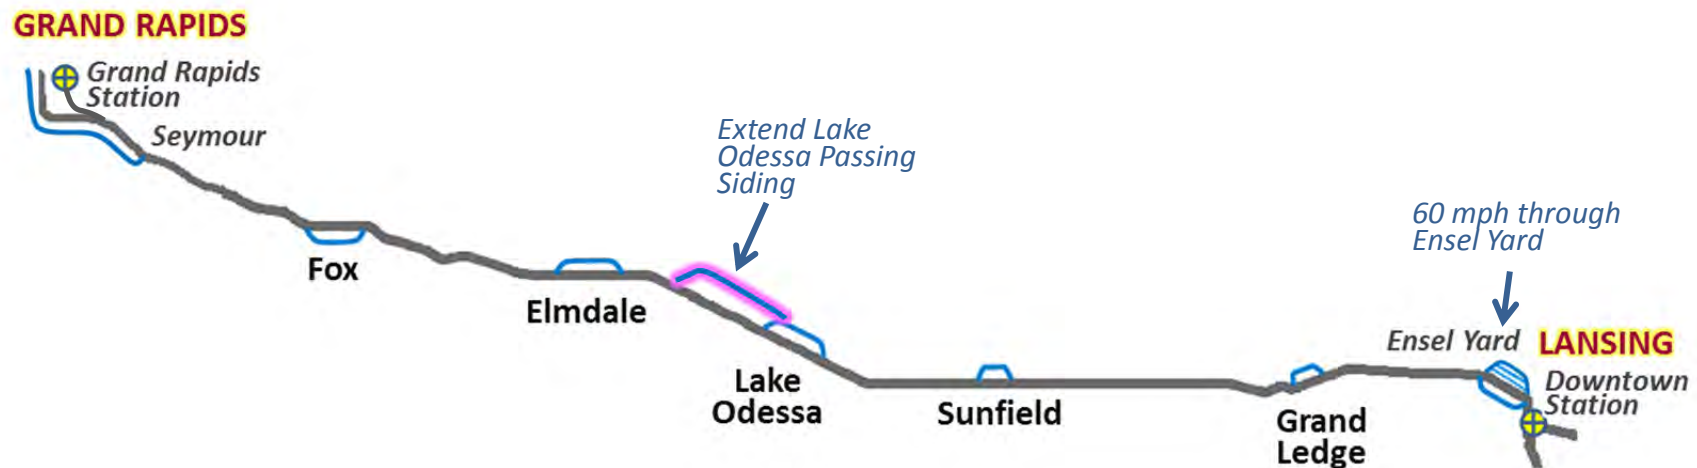 GRAND RAPIDS
Grand Rapids
Station
Seymour
Extend Lake
Odessa Passing
Siding
60 mph through
Ensel Yard
Fox
Elmdale
Ensel Yard
LANSING
Lake
Odessa
Sunfield
Downtown
Station
Grand
Ledge